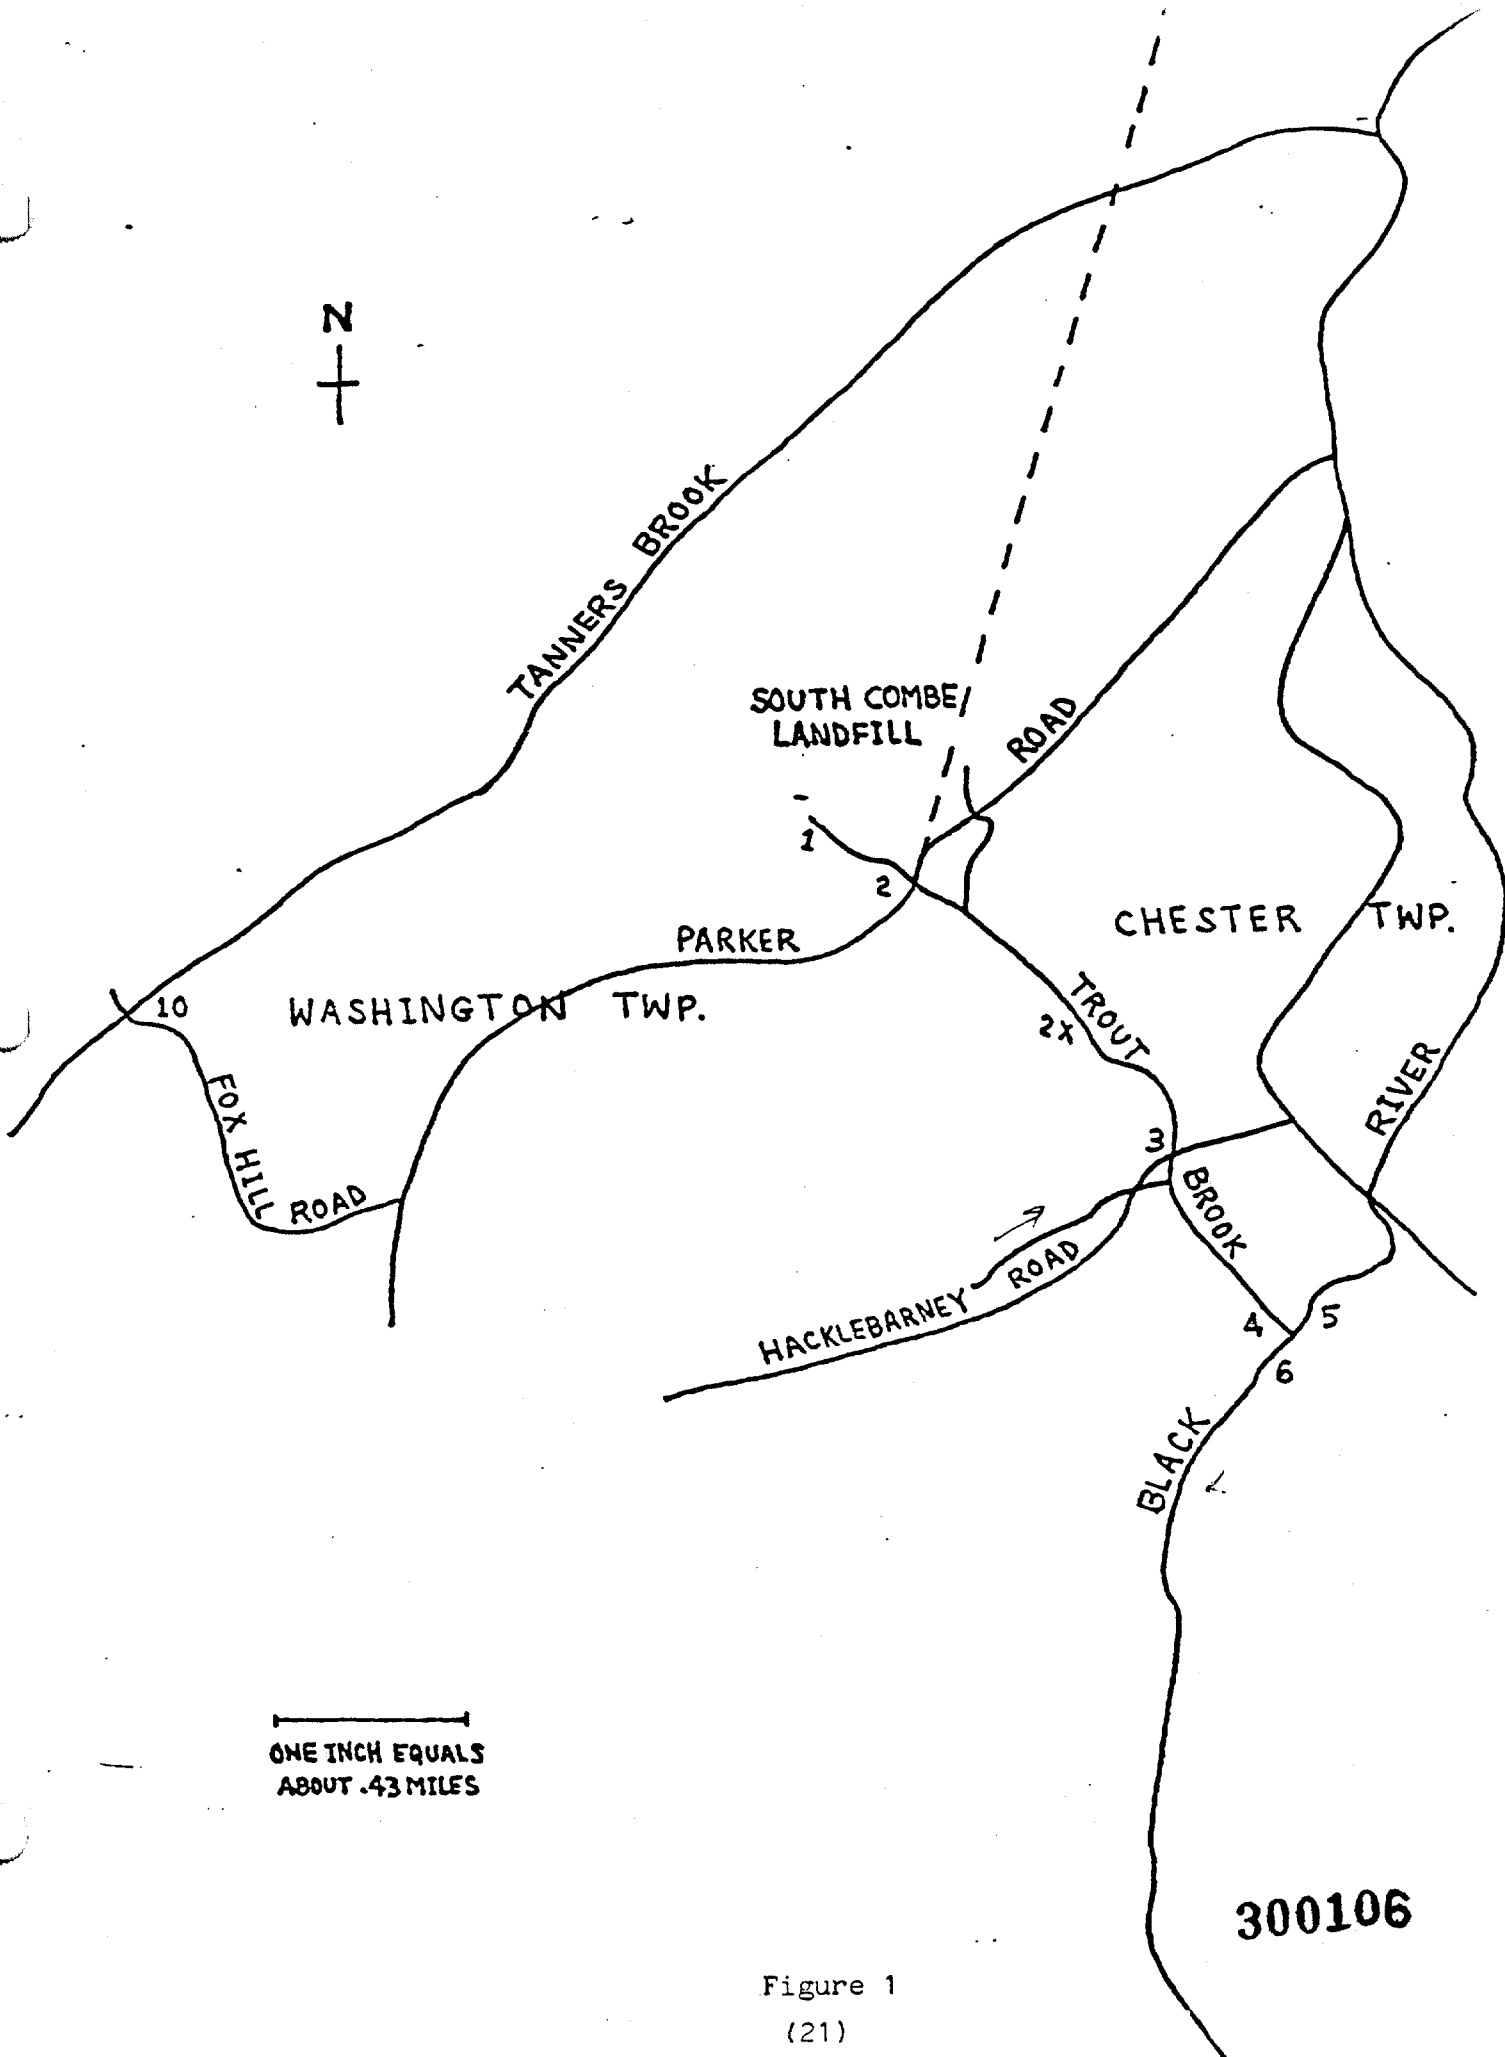 N
TANNERS BROOK
SOUTH COMBE/
LANDFILL
ROAD
1
2
CHESTER TWP.
PARKER
10
WASHINGTON TWP.
TROUT
2X
RIVER
FOX HILL
ROAD
3
BROOK
ROAD
HACKLEBARNEY
4
5
6
BLACK
ONE INCH EQUALS
ABOUT .43 MILES
300106
Figure 1
(21)